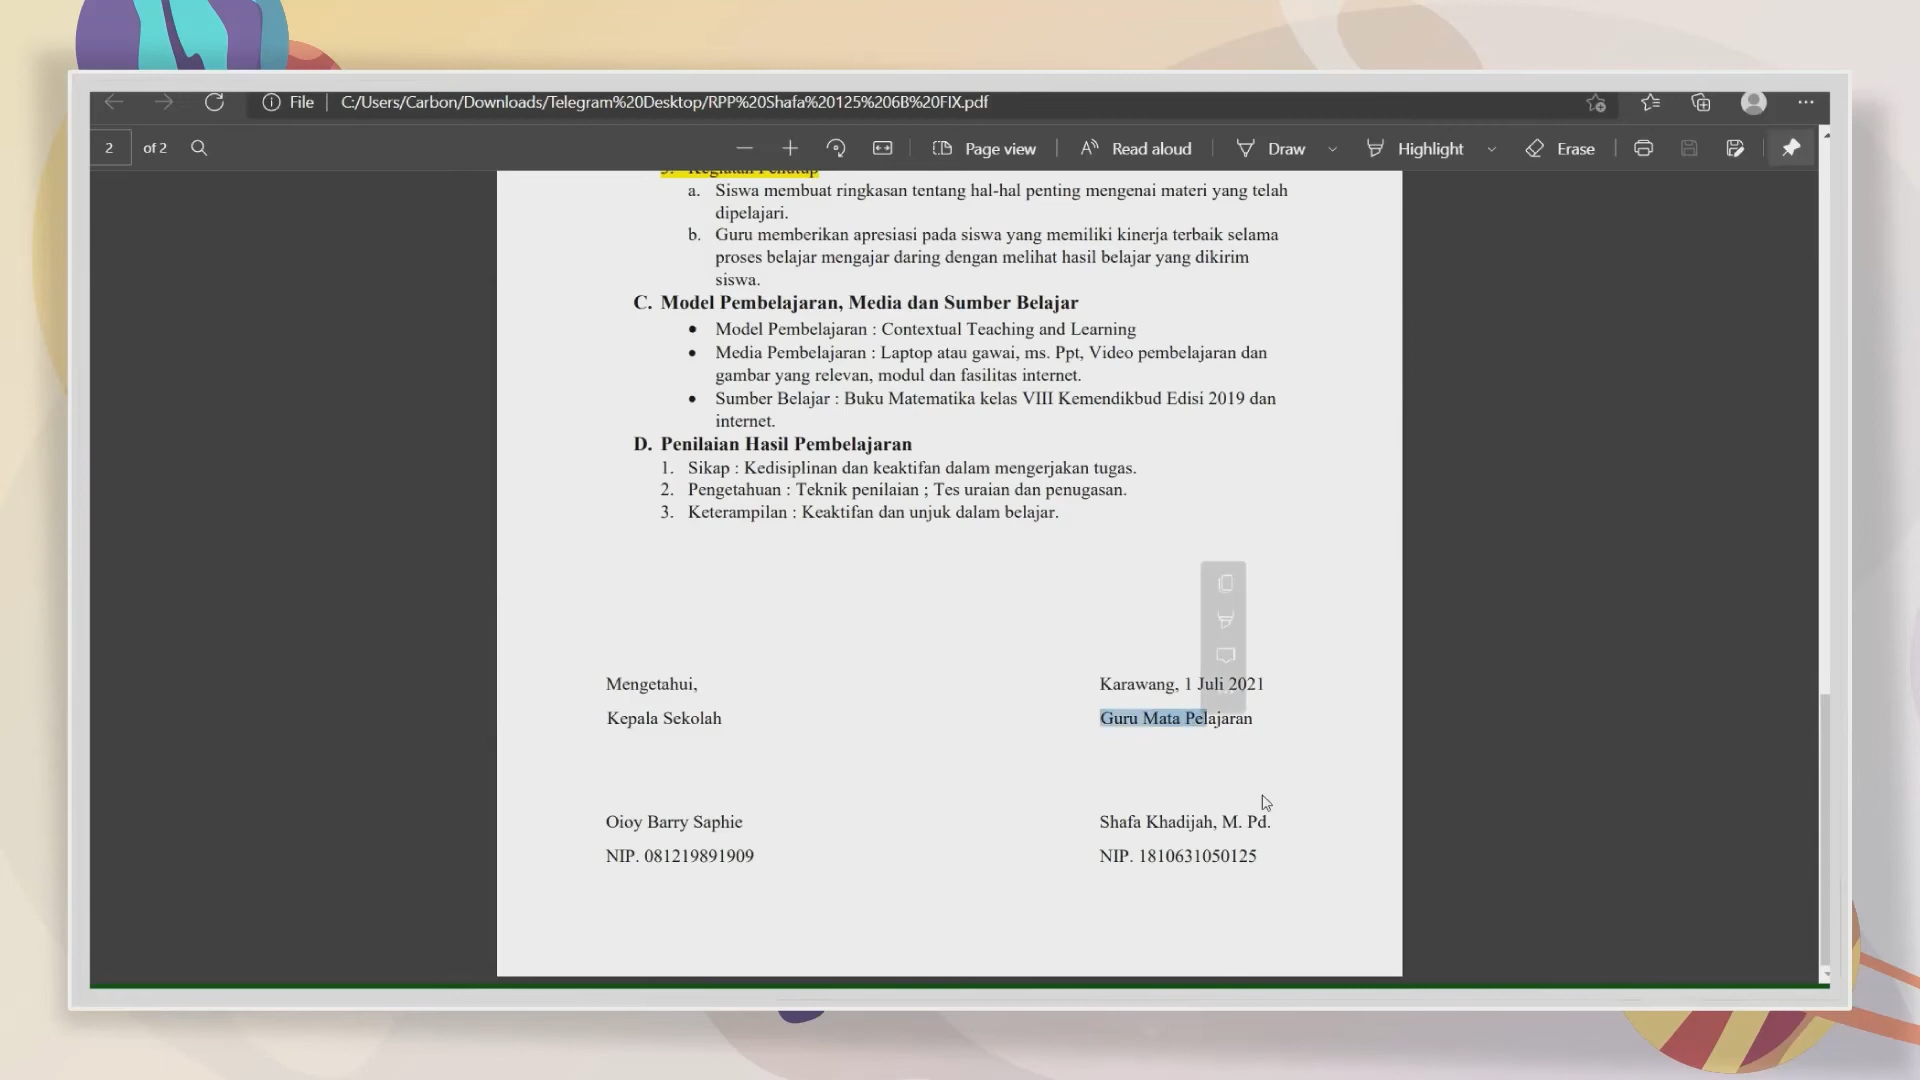 File C:/Users/Carbon/Downloads/Telegram%20Desktop/RPP%20Shafa%20125%206B%20FIX.pdf
2 of 2 Page view Read aloud Draw Highlight Erase
3. Kegiatan Penutup
a. Siswa membuat ringkasan tentang hal-hal penting mengenai materi yang telah
dipelajari.
b. Guru memberikan apresiasi pada siswa yang memiliki kinerja terbaik selama
proses belajar mengajar daring dengan melihat hasil belajar yang dikirim
siswa.
C. Model Pembelajaran, Media dan Sumber Belajar
• Model Pembelajaran : Contextual Teaching and Learning
• Media Pembelajaran : Laptop atau gawai, ms. Ppt, Video pembelajaran dan
gambar yang relevan, modul dan fasilitas internet.
• Sumber Belajar : Buku Matematika kelas VIII Kemendikbud Edisi 2019 dan
internet.
D. Penilaian Hasil Pembelajaran
1. Sikap : Kedisiplinan dan keaktifan dalam mengerjakan tugas.
2. Pengetahuan : Teknik penilaian ; Tes uraian dan penugasan.
3. Keterampilan : Keaktifan dan unjuk dalam belajar.
Mengetahui, Karawang, 1 Juli 2021
Kepala Sekolah Guru Mata Pelajaran
Oioy Barry Saphie Shafa Khadijah, M. Pd.
NIP. 081219891909 NIP. 1810631050125